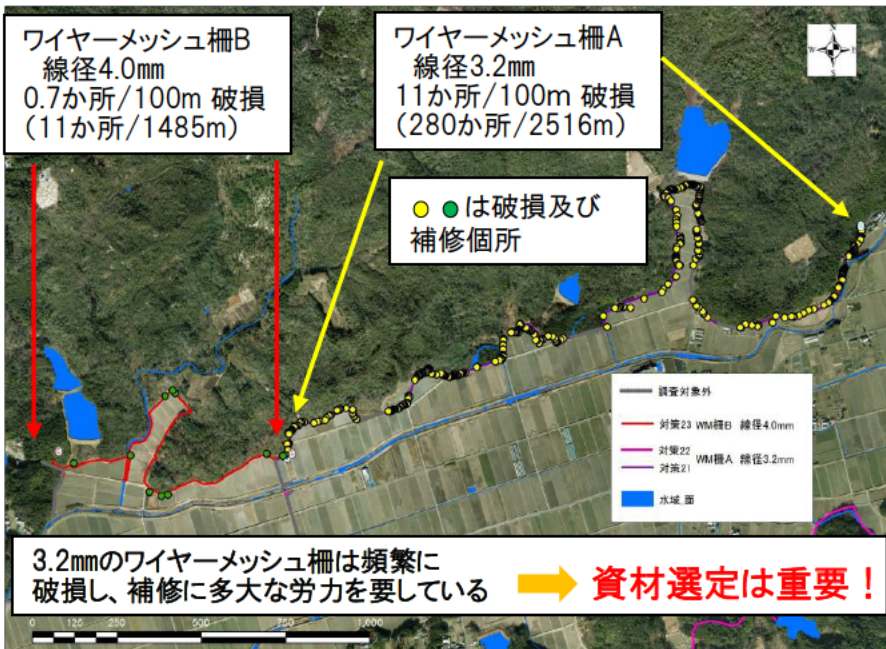 ワイヤーメッシュ柵B
線径4.0mm
0.7か所/100m 破損
(11か所/1485m)
ワイヤーメッシュ柵A
線径3.2mm
11か所/100m 破損
(280か所/2516m)
N
W E
S
は破損及び
補修個所
調査対象外
対策23 WM柵B 線径4.0mm
対策22
WM柵A 線径3.2mm
対策21
水域_面
3.2mmのワイヤーメッシュ柵は頻繁に
破損し、補修に多大な労力を要している
資材選定は重要！
0 125 250 500 750 1,000